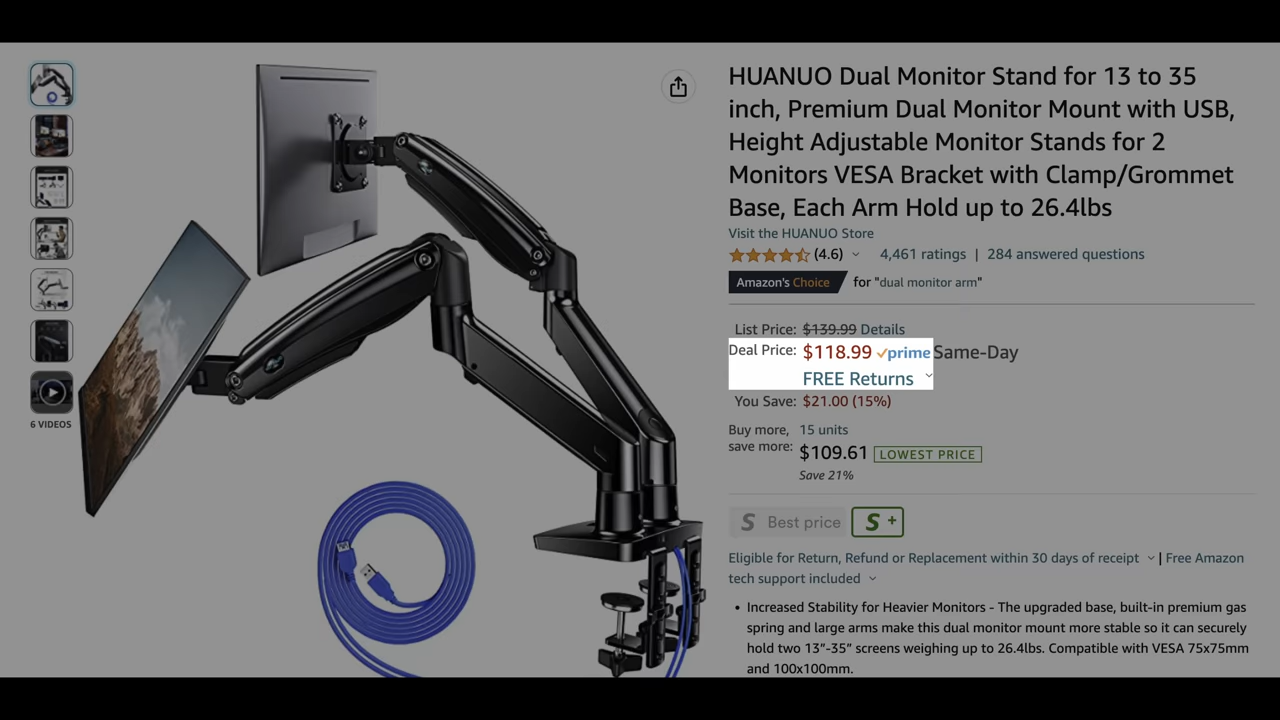 HUANUO Dual Monitor Stand for 13 to 35
inch, Premium Dual Monitor Mount with USB,
Height Adjustable Monitor Stands for 2
Monitors VESA Bracket with Clamp/Grommet
Base, Each Arm Hold up to 26.4lbs
Visit the HUANUO Store
(4.6) 4,461 ratings | 284 answered questions
Amazon's Choice for "dual monitor arm"
List Price: $139.99 Details
Deal Price: $118.99 prime Same-Day
FREE Returns
You Save: $21.00 (15%)
Buy more, 15 units
save more: $109.61 LOWEST PRICE
Save 21%
S Best price S +
Eligible for Return, Refund or Replacement within 30 days of receipt | Free Amazon
tech support included
• Increased Stability for Heavier Monitors - The upgraded base, built-in premium gas
spring and large arms make this dual monitor mount more stable so it can securely
hold two 13”-35” screens weighing up to 26.4lbs. Compatible with VESA 75x75mm
and 100x100mm.
6 VIDEOS